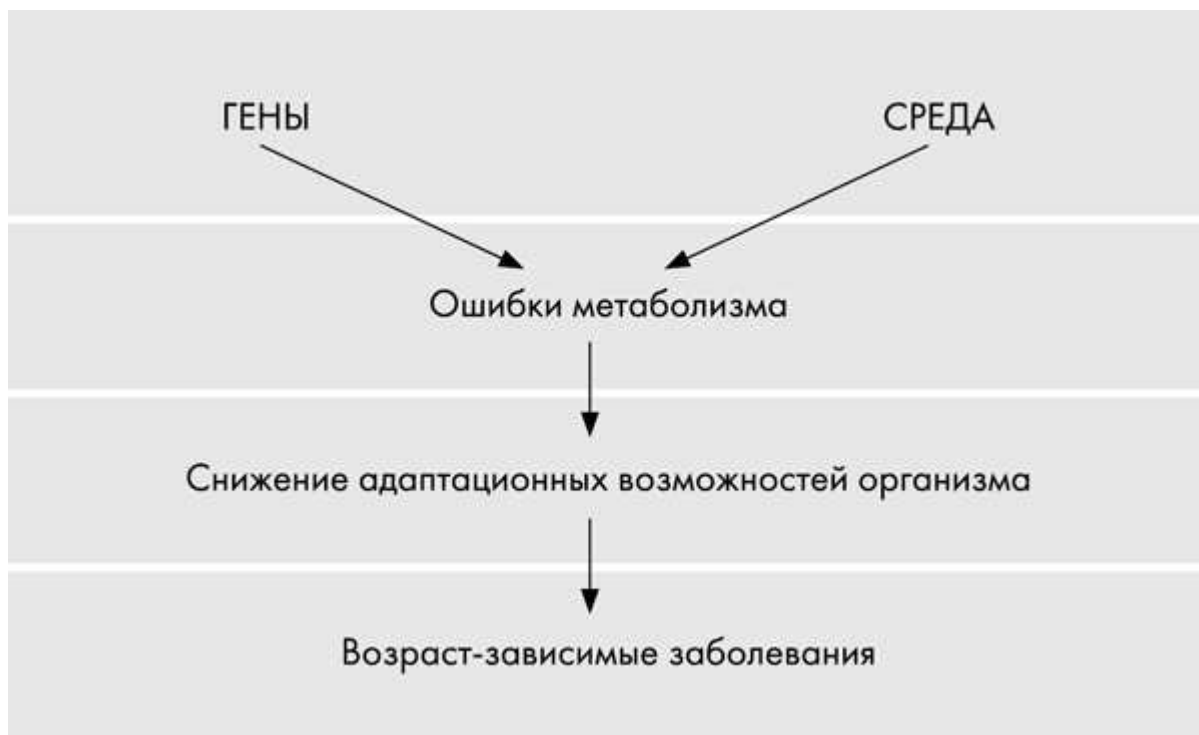 ГЕНЫ
СРЕДА
Ошибки метаболизма
Снижение адаптационных возможностей организма
Возраст-зависимые заболевания